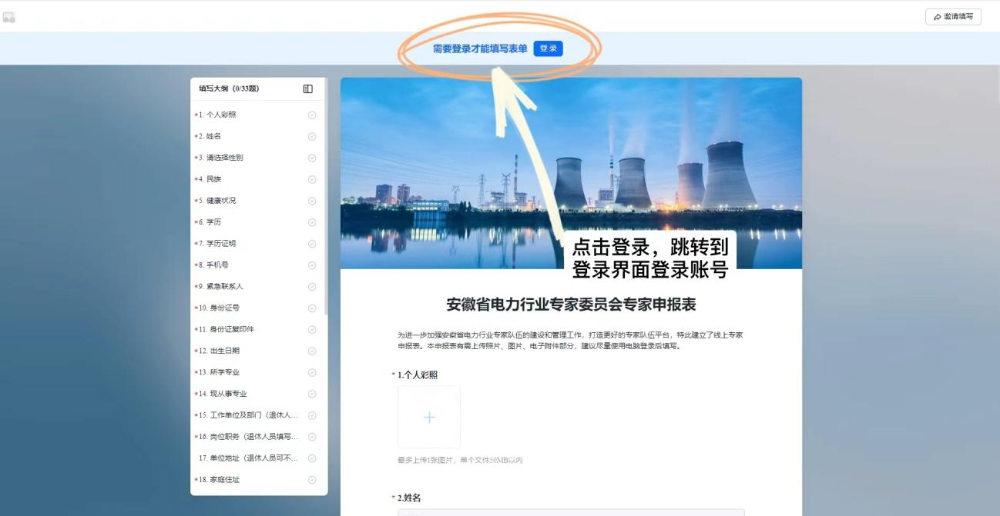 邀请填写
需要登录才能填写表单 登录
填写大纲（0/33题）
*1. 个人彩照
*2. 姓名
*3. 请选择性别
*4. 民族
*5. 健康状况
*6. 学历
*7. 学历证明
*8. 手机号
*9. 紧急联系人
*10. 身份证号
*11. 身份证复印件
*12. 出生日期
*13. 所学专业
*14. 现从事专业
*15. 工作单位及部门（退休人...
*16. 岗位职务（退休人员填写...
17. 单位地址（退休人员可不...
*18. 家庭住址
点击登录，跳转到
登录界面登录账号
安徽省电力行业专家委员会专家申报表
为进一步加强安徽省电力行业专家队伍的建设和管理工作，打造更好的专家队伍平台，特此建立了线上专家
申报表。本申报表有需上传照片、图片、电子附件部分，建议尽量使用电脑登录后填写。
* 1.个人彩照
最多上传1张图片，单个文件50MB以内
* 2.姓名